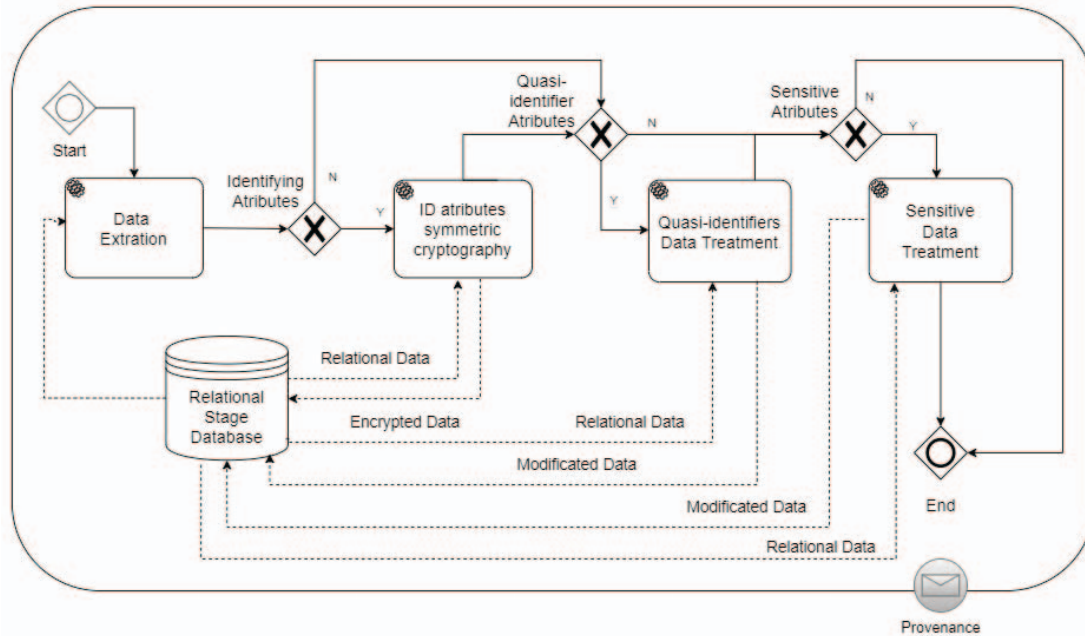 Start
Data
Extration
Identifying
Atributes
N
Y
ID atributes
symmetric
cryptography
Quasi-
identifier
Atributes
N
Y
Quasi-identifiers
Data Treatment
Sensitive
Atributes
N
Y
Sensitive
Data
Treatment
Relational
Stage
Database
Relational Data
Encrypted Data
Relational Data
Modificated Data
Modificated Data
Relational Data
End
Provenance